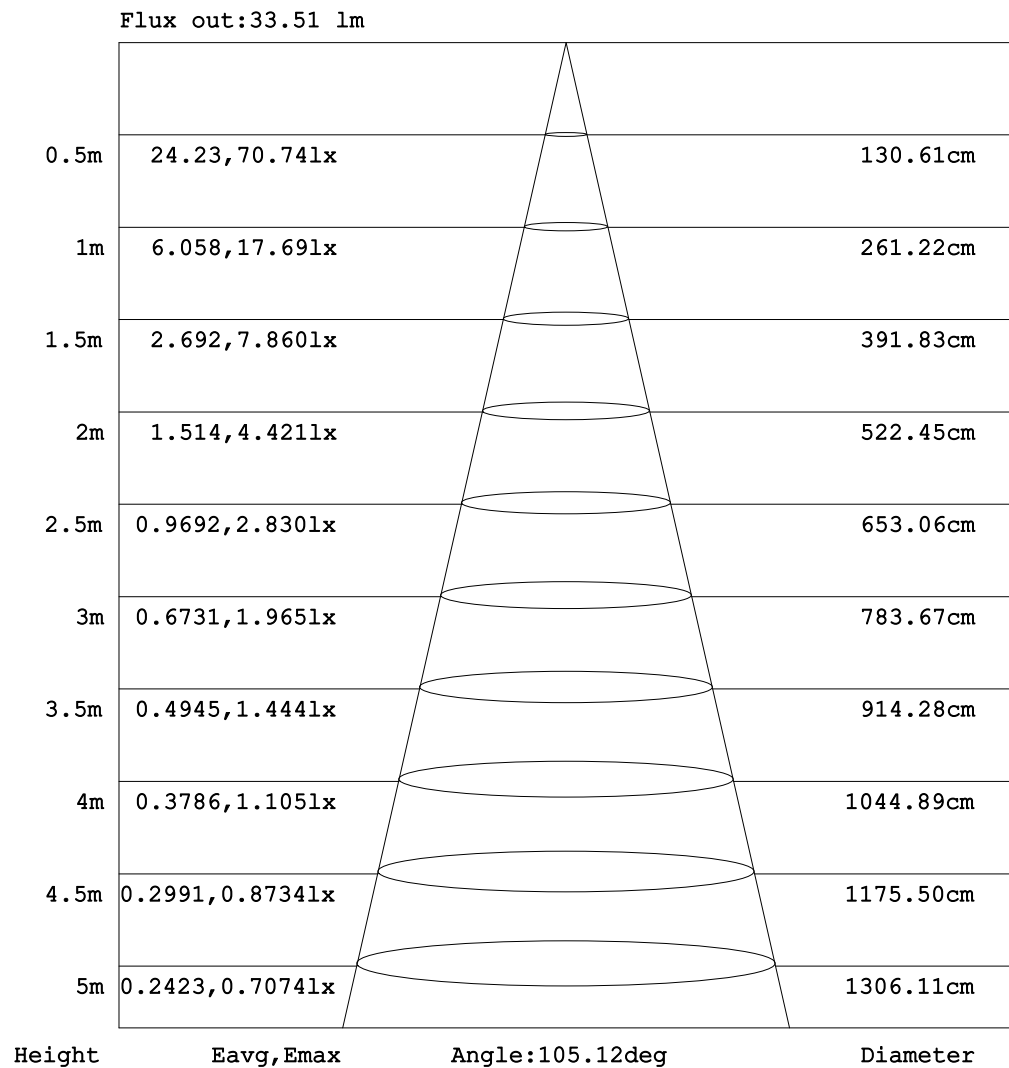 Flux out:33.51 lm
0.5m 24.23,70.74lx 130.61cm
1m 6.058,17.69lx 261.22cm
1.5m 2.692,7.860lx 391.83cm
2m 1.514,4.421lx 522.45cm
2.5m 0.9692,2.830lx 653.06cm
3m 0.6731,1.965lx 783.67cm
3.5m 0.4945,1.444lx 914.28cm
4m 0.3786,1.105lx 1044.89cm
4.5m 0.2991,0.8734lx 1175.50cm
5m 0.2423,0.7074lx 1306.11cm
Height Eavg,Emax Angle:105.12deg Diameter